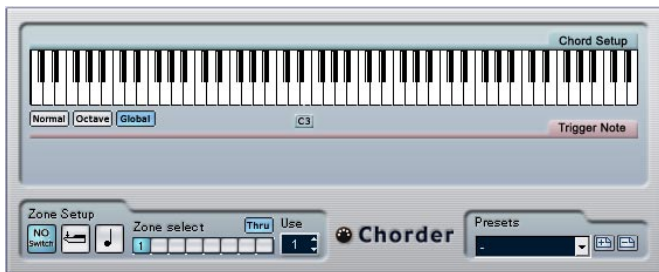 Chord Setup
Normal Octave Global C3
Trigger Note
Zone Setup
NO Switch
Zone select Thru Use
1 1
Chorder
Presets
-